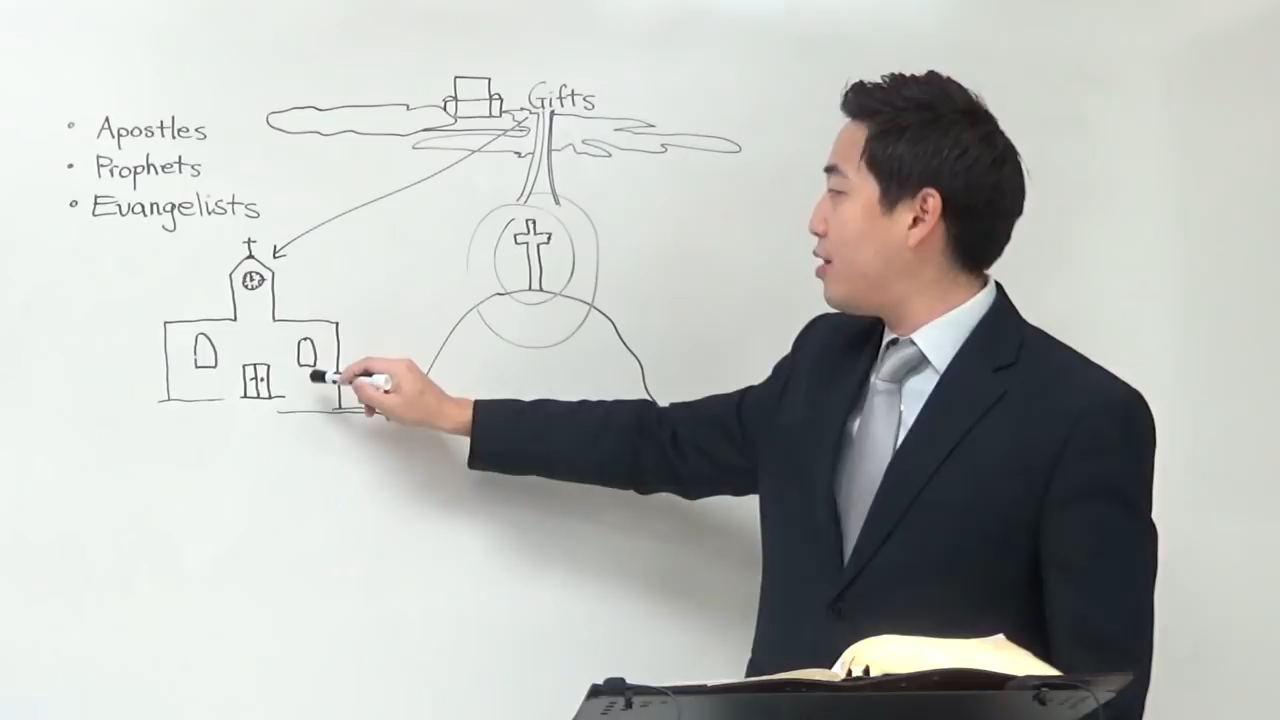 Gifts
• Apostles
• Prophets
• Evangelists